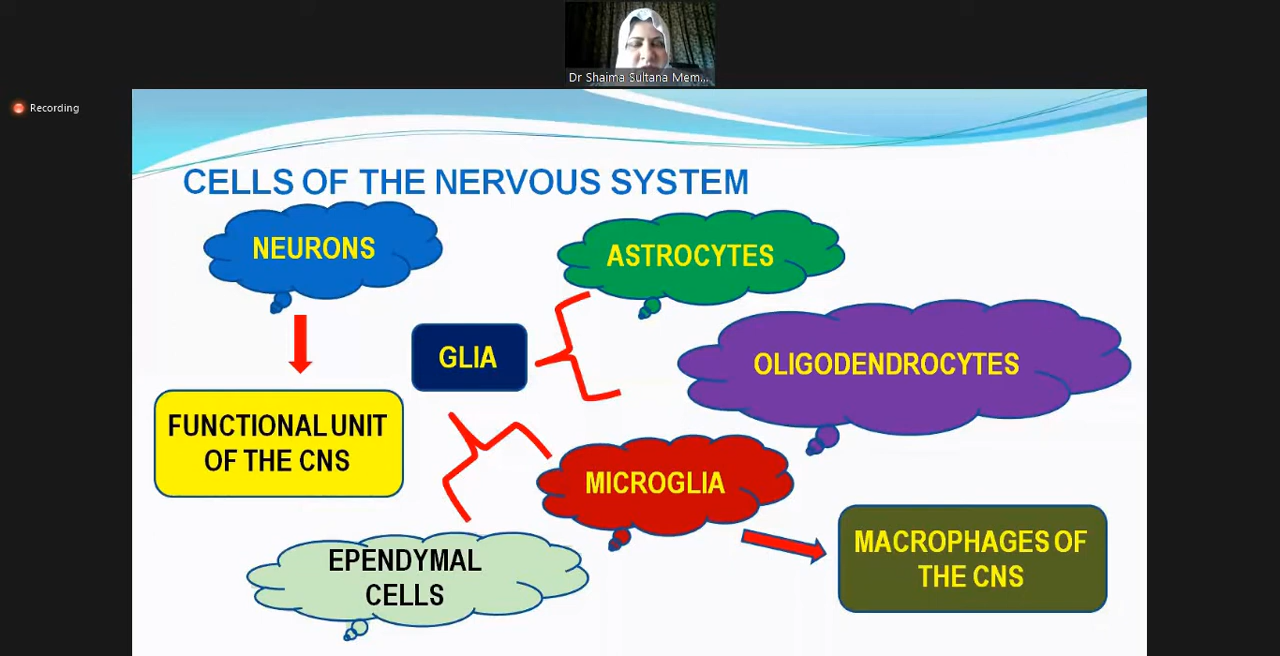 Dr Shaima Sultana Mem...
Recording
CELLS OF THE NERVOUS SYSTEM
NEURONS
ASTROCYTES
GLIA
OLIGODENDROCYTES
FUNCTIONAL UNIT
OF THE CNS
MICROGLIA
MACROPHAGES OF
THE CNS
EPENDYMAL
CELLS